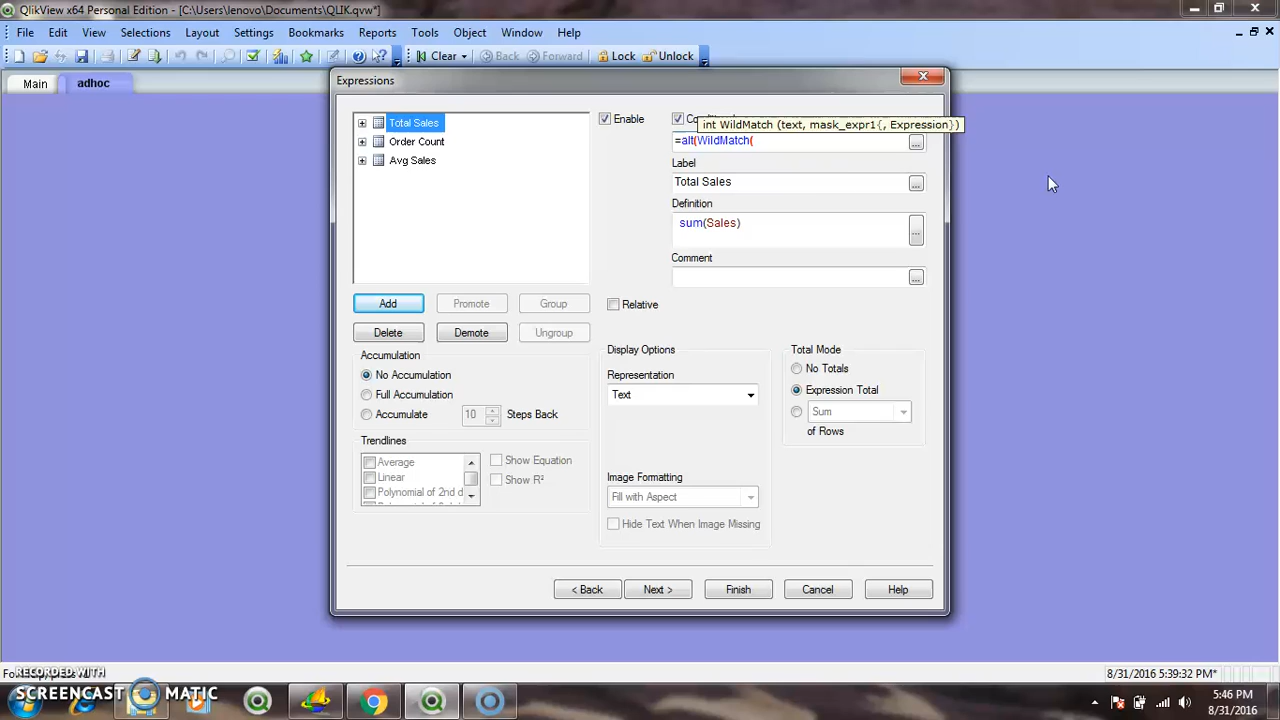 QlikView x64 Personal Edition - [C:\Users\lenovo\Documents\QLIK.qvw*]
File Edit View Selections Layout Settings Bookmarks Reports Tools Object Window Help
Clear Back Forward Lock Unlock
Main adhoc
Expressions
Total Sales
Order Count
Avg Sales
Enable
int WildMatch (text, mask_expr1{, Expression})
=alt(WildMatch(
...
Label
Total Sales
...
Definition
sum(Sales)
...
Comment
...
Add Promote Group
Delete Demote Ungroup
Relative
Accumulation
No Accumulation
Full Accumulation
Accumulate 10 Steps Back
Trendlines
Average
Linear
Polynomial of 2nd d
Show Equation
Show R²
Display Options
Representation
Text
Image Formatting
Fill with Aspect
Hide Text When Image Missing
Total Mode
No Totals
Expression Total
Sum
of Rows
< Back Next > Finish Cancel Help
8/31/2016 5:39:32 PM*
RECORDED WITH
SCREENCAST MATIC
5:46 PM
8/31/2016